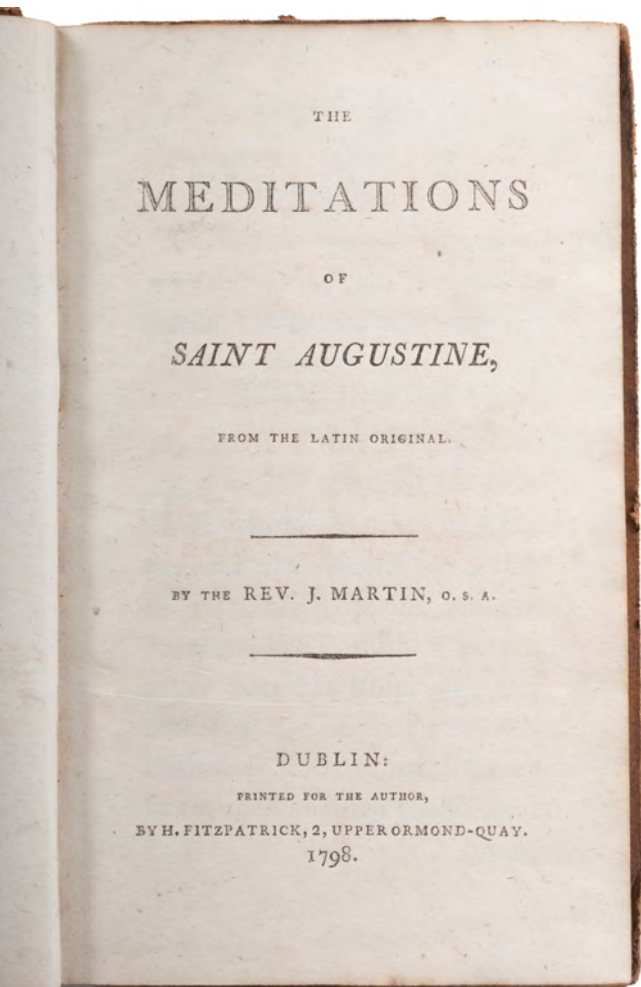 THE
MEDITATIONS
OF
SAINT AUGUSTINE,
FROM THE LATIN ORIGINAL.
BY THE REV. J. MARTIN, O. S. A.
DUBLIN:
PRINTED FOR THE AUTHOR,
BY H. FITZPATRICK, 2, UPPER ORMOND-QUAY.
1798.